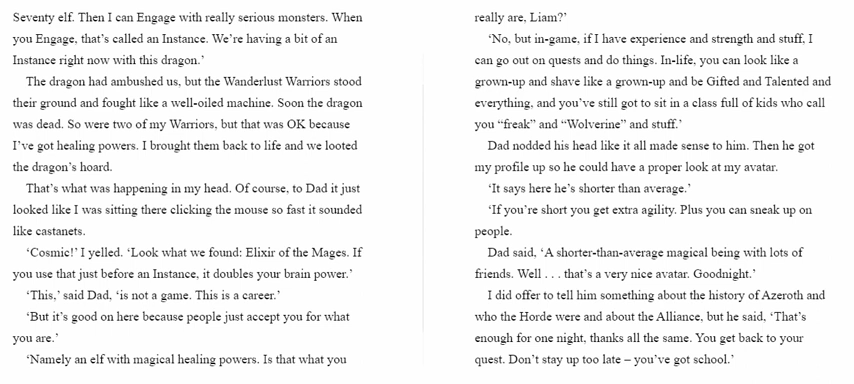 Seventy elf. Then I can Engage with really serious monsters. When
you Engage, that’s called an Instance. We’re having a bit of an
Instance right now with this dragon.’
The dragon had ambushed us, but the Wanderlust Warriors stood
their ground and fought like a well-oiled machine. Soon the dragon
was dead. So were two of my Warriors, but that was OK because
I’ve got healing powers. I brought them back to life and we looted
the dragon’s hoard.
That’s what was happening in my head. Of course, to Dad it just
looked like I was sitting there clicking the mouse so fast it sounded
like castanets.
‘Cosmic!’ I yelled. ‘Look what we found: Elixir of the Mages. If
you use that just before an Instance, it doubles your brain power.’
‘This,’ said Dad, ‘is not a game. This is a career.’
‘But it’s good on here because people just accept you for what
you are.’
‘Namely an elf with magical healing powers. Is that what you
really are, Liam?’
‘No, but in-game, if I have experience and strength and stuff, I
can go out on quests and do things. In-life, you can look like a
grown-up and shave like a grown-up and be Gifted and Talented and
everything, and you’ve still got to sit in a class full of kids who call
you “freak” and “Wolverine” and stuff.’
Dad nodded his head like it all made sense to him. Then he got
my profile up so he could have a proper look at my avatar.
‘It says here he’s shorter than average.’
‘If you’re short you get extra agility. Plus you can sneak up on
people.
Dad said, ‘A shorter-than-average magical being with lots of
friends. Well . . . that’s a very nice avatar. Goodnight.’
I did offer to tell him something about the history of Azeroth and
who the Horde were and about the Alliance, but he said, ‘That’s
enough for one night, thanks all the same. You get back to your
quest. Don’t stay up too late – you’ve got school.’